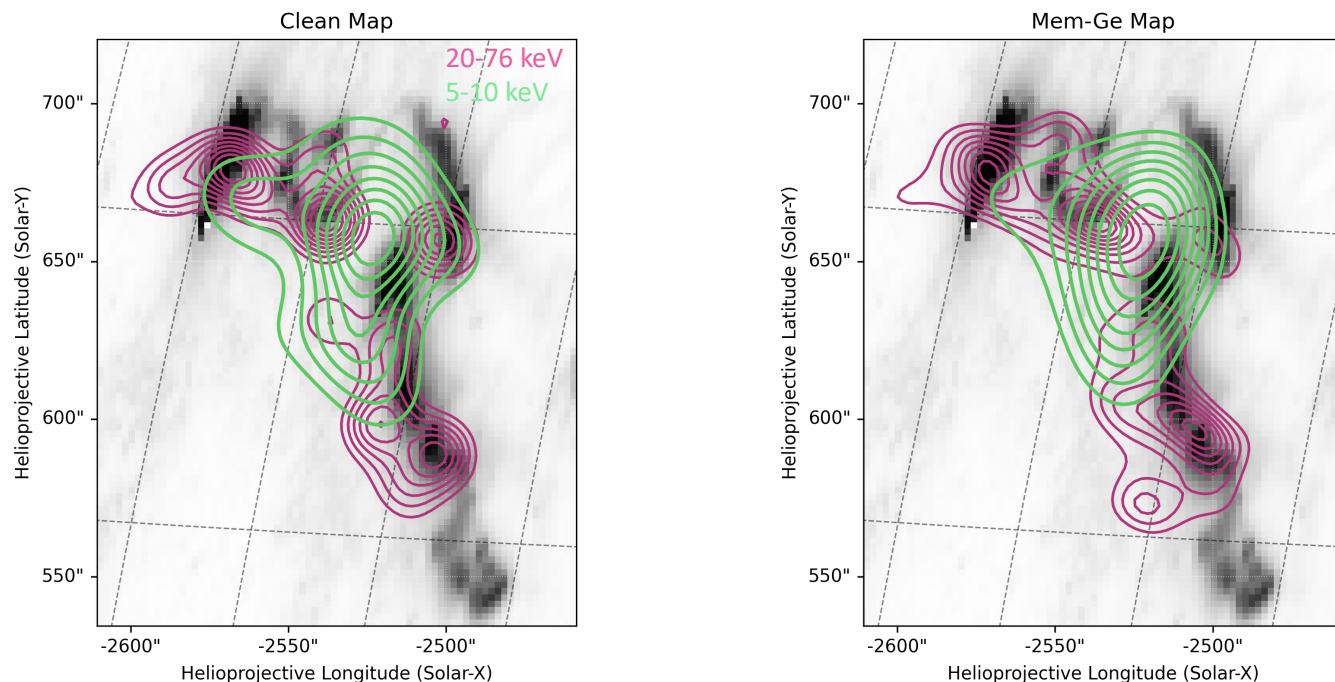 Clean Map
20-76 keV
5-10 keV
700"
650"
600"
550"
Helioprojective Latitude (Solar-Y)
-2600"
-2550"
-2500"
Helioprojective Longitude (Solar-X)
Mem-Ge Map
700"
650"
600"
550"
Helioprojective Latitude (Solar-Y)
-2600"
-2550"
-2500"
Helioprojective Longitude (Solar-X)